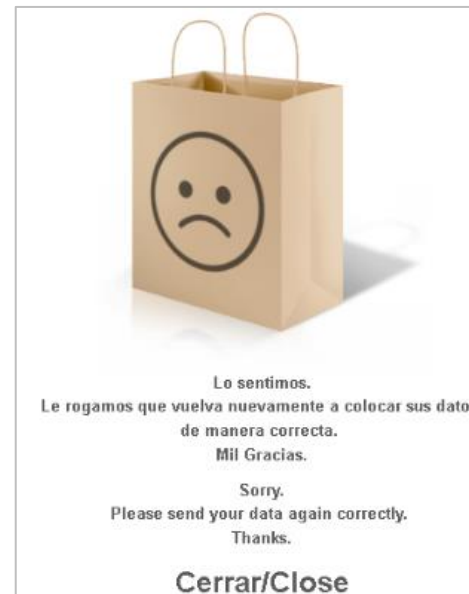 Lo sentimos.
Le rogamos que vuelva nuevamente a colocar sus dato
de manera correcta.
Mil Gracias.
Sorry.
Please send your data again correctly.
Thanks.
Cerrar/Close